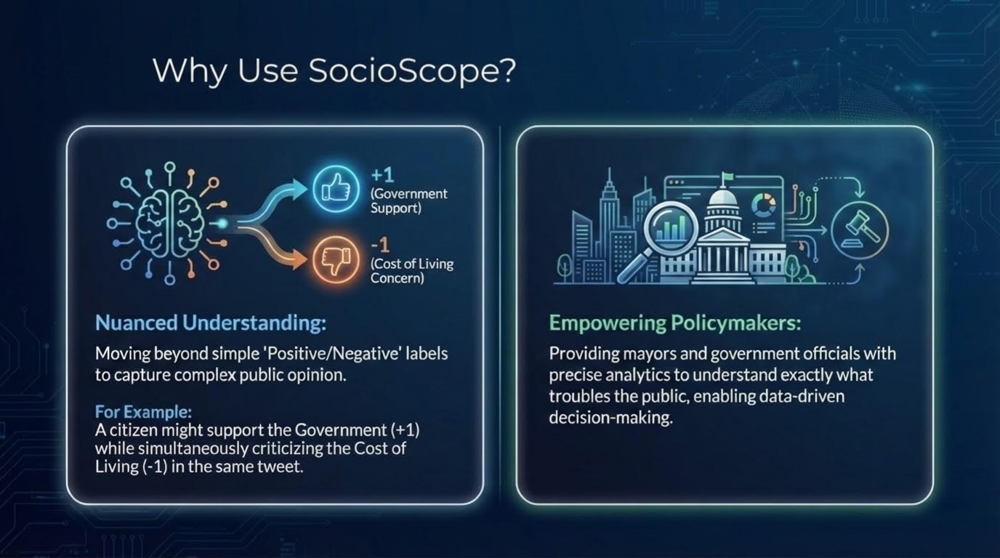 Why Use SocioScope?
+1
(Government
Support)
-1
(Cost of Living
Concern)
Nuanced Understanding:
Moving beyond simple 'Positive/Negative' labels
to capture complex public opinion.
For Example:
A citizen might support the Government (+1)
while simultaneously criticizing the Cost of
Living (-1) in the same tweet.
Empowering Policymakers:
Providing mayors and government officials with
precise analytics to understand exactly what
troubles the public, enabling data-driven
decision-making.